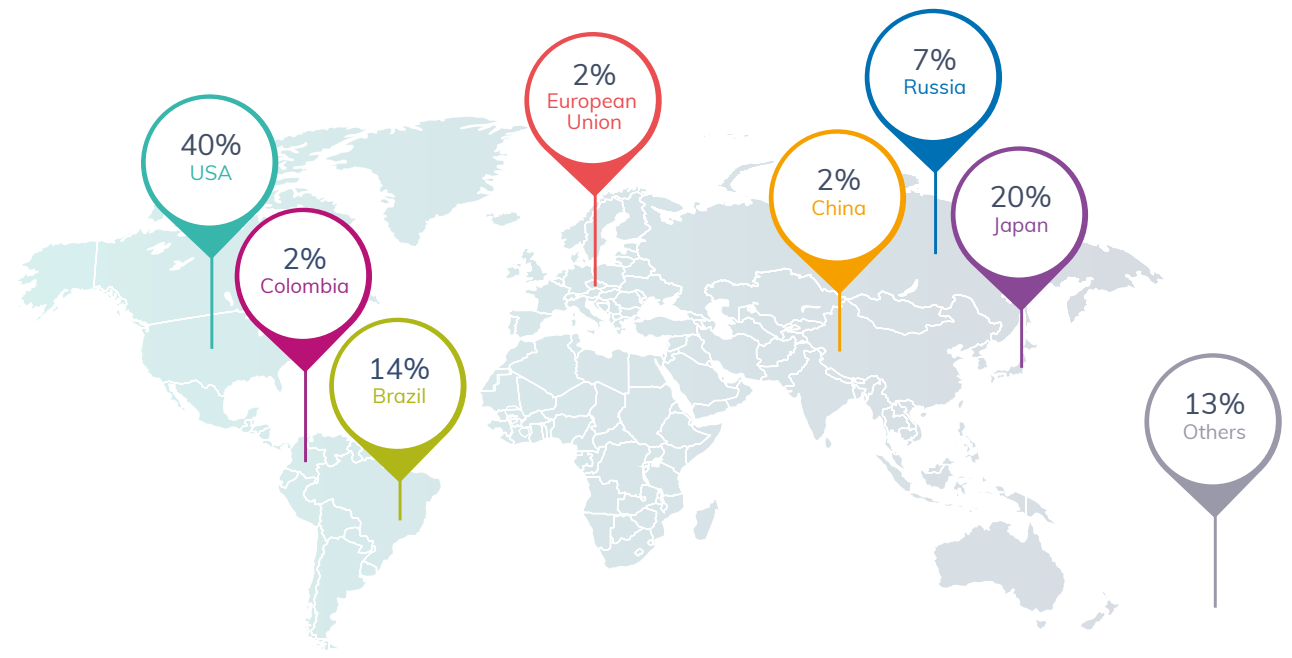 40%
USA
2%
Colombia
14%
Brazil
2%
European
Union
2%
China
7%
Russia
20%
Japan
13%
Others